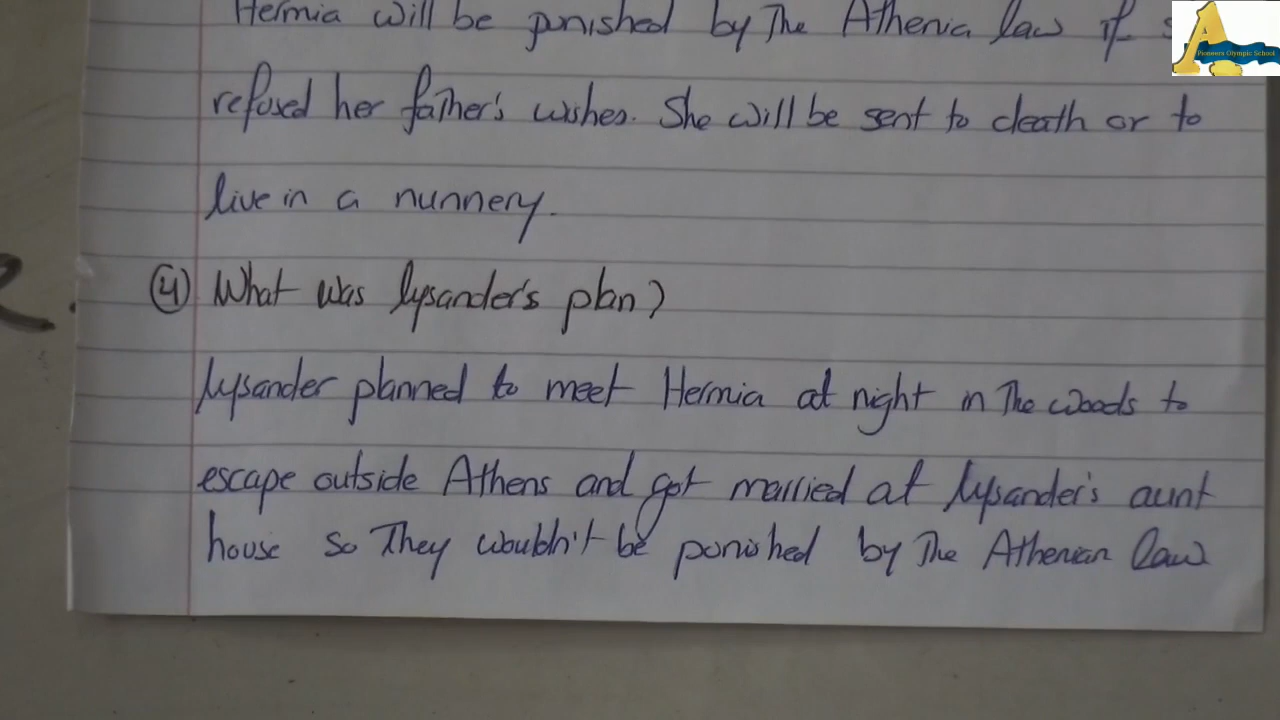 Hermia will be punished by The Athenia law if
refused her father's wishes. She will be sent to death or to
live in a nunnery.
(4) What was lysander's plan?
lysander planned to meet Hermia at night in The woods to
escape outside Athens and got married at lysander's aunt
house so They wouldn't be punished by The Athenian law
Pioneers Olympic School